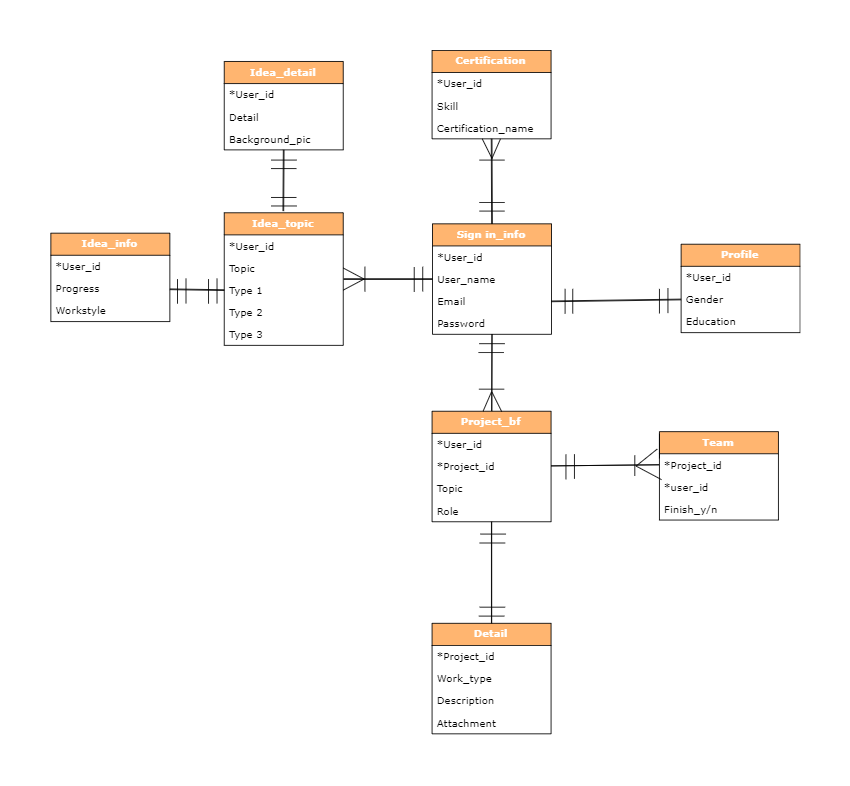 Idea_detail
*User_id
Detail
Background_pic
Certification
*User_id
Skill
Certification_name
Idea_info
*User_id
Progress
Workstyle
Idea_topic
*User_id
Topic
Type 1
Type 2
Type 3
Sign in_info
*User_id
User_name
Email
Password
Profile
*User_id
Gender
Education
Project_bf
*User_id
*Project_id
Topic
Role
Team
*Project_id
*user_id
Finish_y/n
Detail
*Project_id
Work_type
Description
Attachment